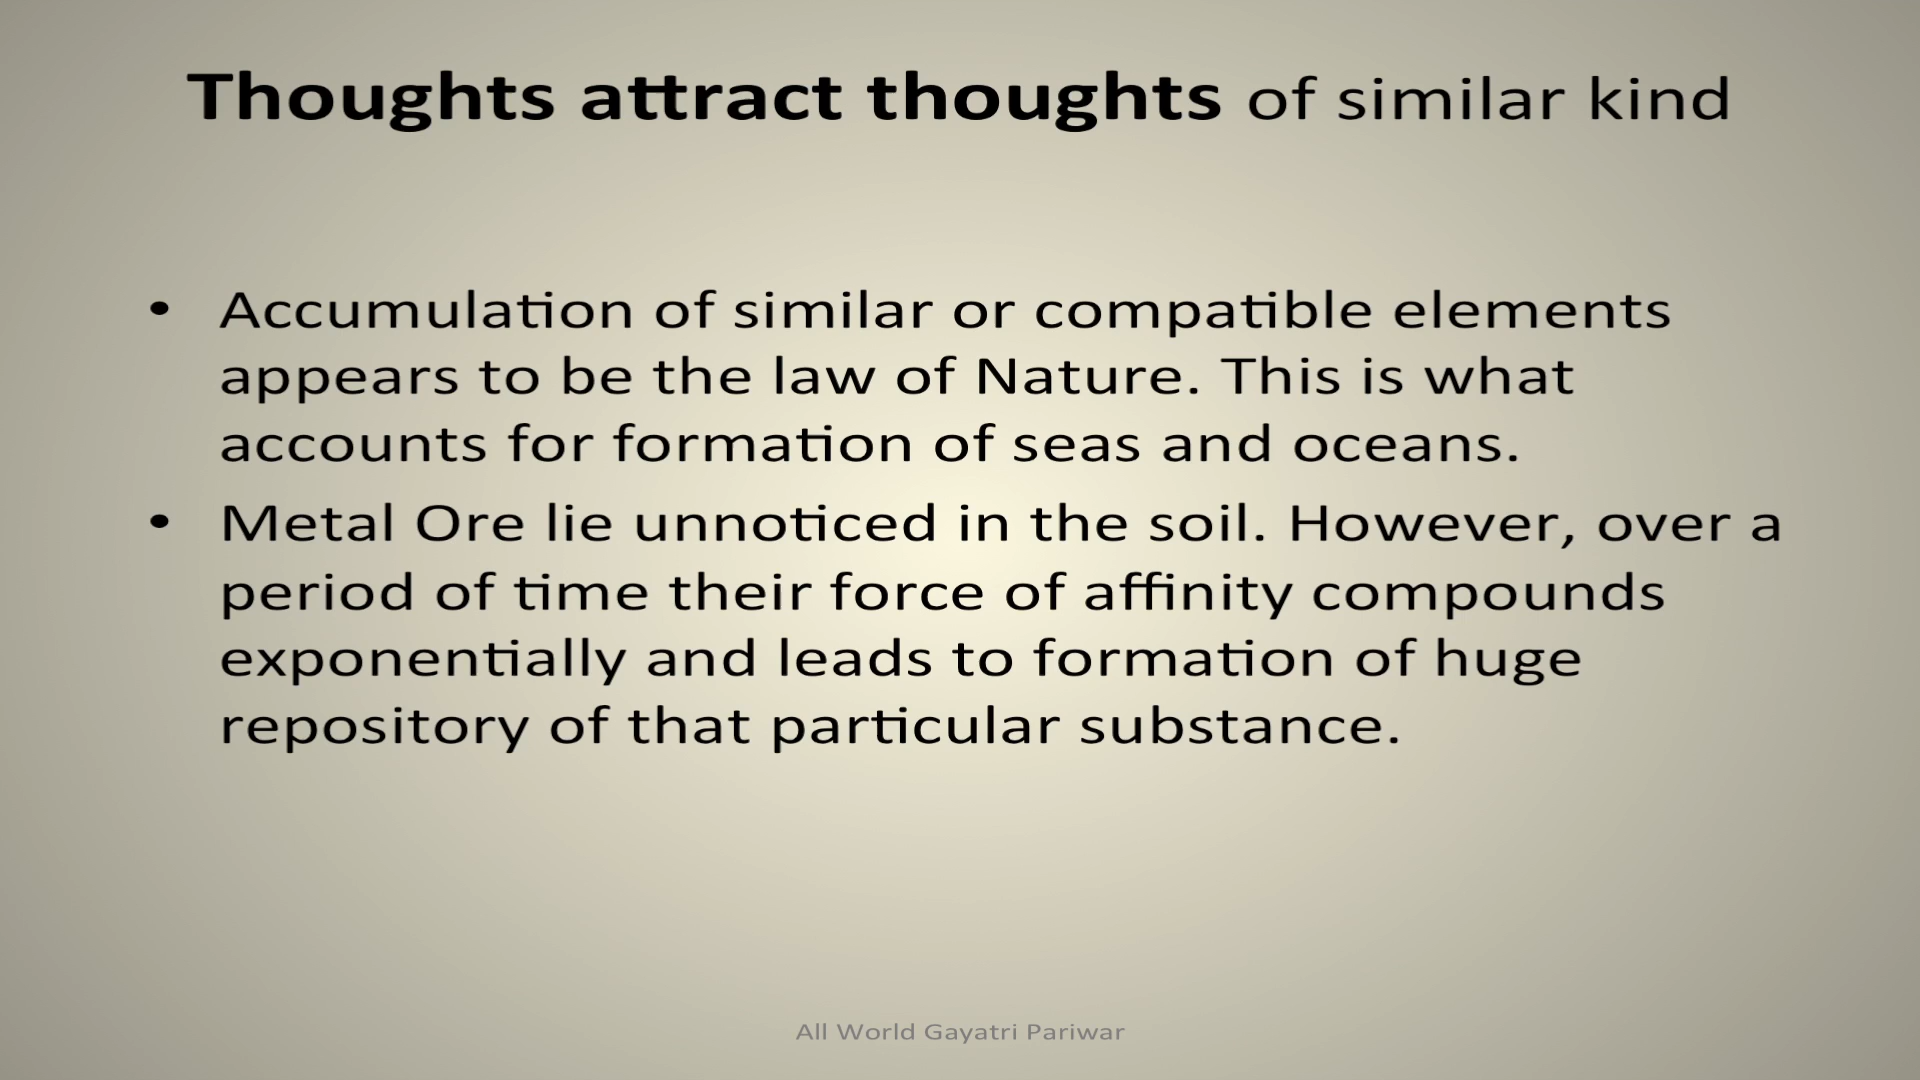 Thoughts attract thoughts of similar kind
• Accumulation of similar or compatible elements
appears to be the law of Nature. This is what
accounts for formation of seas and oceans.
• Metal Ore lie unnoticed in the soil. However, over a
period of time their force of affinity compounds
exponentially and leads to formation of huge
repository of that particular substance.
All World Gayatri Pariwar